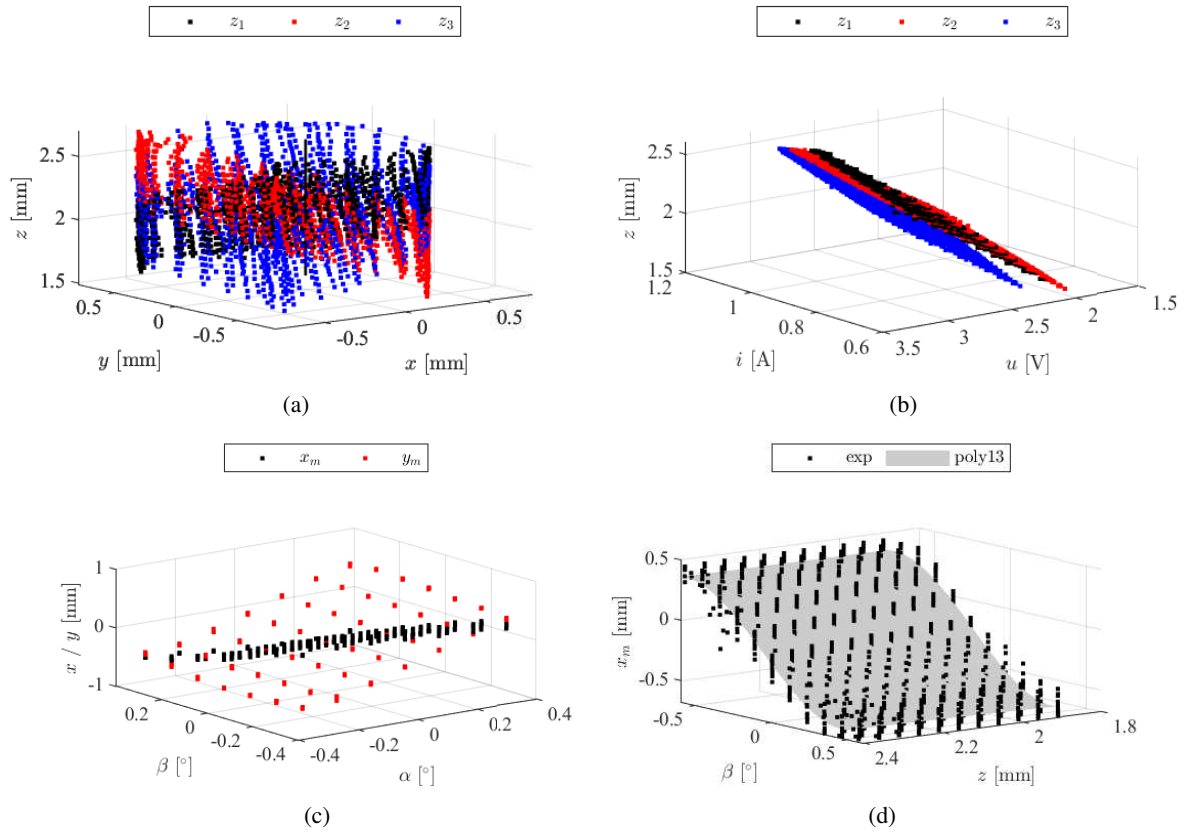 z₁ z₂ z₃
z₁ z₂ z₃
2.5
2
1.5
z [mm]
0.5
0
-0.5
y [mm]
-0.5
0
0.5
x [mm]
(a)
2.5
2
1.5
z [mm]
1.2
1
0.8
0.6
i [A]
3.5
3
2.5
2
1.5
u [V]
(b)
xₘ yₘ
exp poly13
1
0
-1
x / y [mm]
0.2
0
-0.2
-0.4
β [°]
-0.4
-0.2
0
0.2
0.4
α [°]
(c)
0.5
0
-0.5
xₘ [mm]
-0.5
0
0.5
β [°]
2.4
2.2
2
1.8
z [mm]
(d)